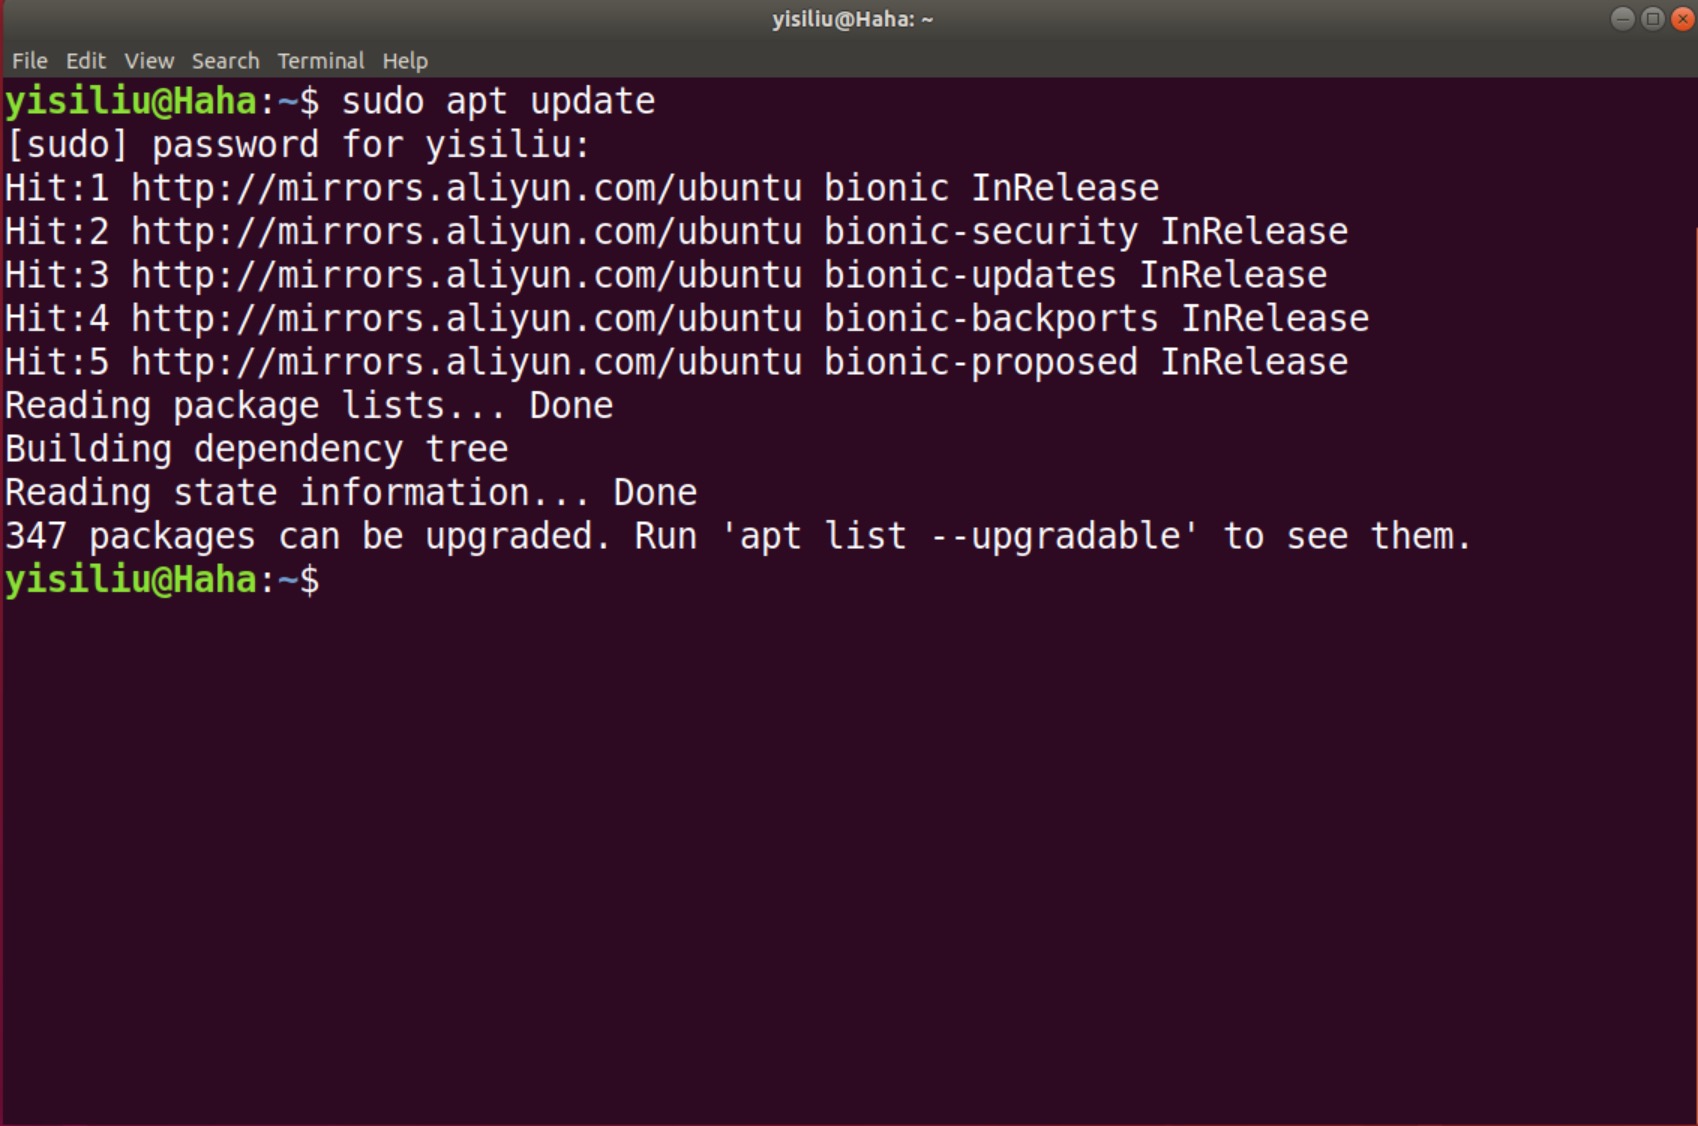 yisiliu@Haha: ~
File Edit View Search Terminal Help
yisiliu@Haha:~$ sudo apt update
[sudo] password for yisiliu:
Hit:1 http://mirrors.aliyun.com/ubuntu bionic InRelease
Hit:2 http://mirrors.aliyun.com/ubuntu bionic-security InRelease
Hit:3 http://mirrors.aliyun.com/ubuntu bionic-updates InRelease
Hit:4 http://mirrors.aliyun.com/ubuntu bionic-backports InRelease
Hit:5 http://mirrors.aliyun.com/ubuntu bionic-proposed InRelease
Reading package lists... Done
Building dependency tree
Reading state information... Done
347 packages can be upgraded. Run 'apt list --upgradable' to see them.
yisiliu@Haha:~$